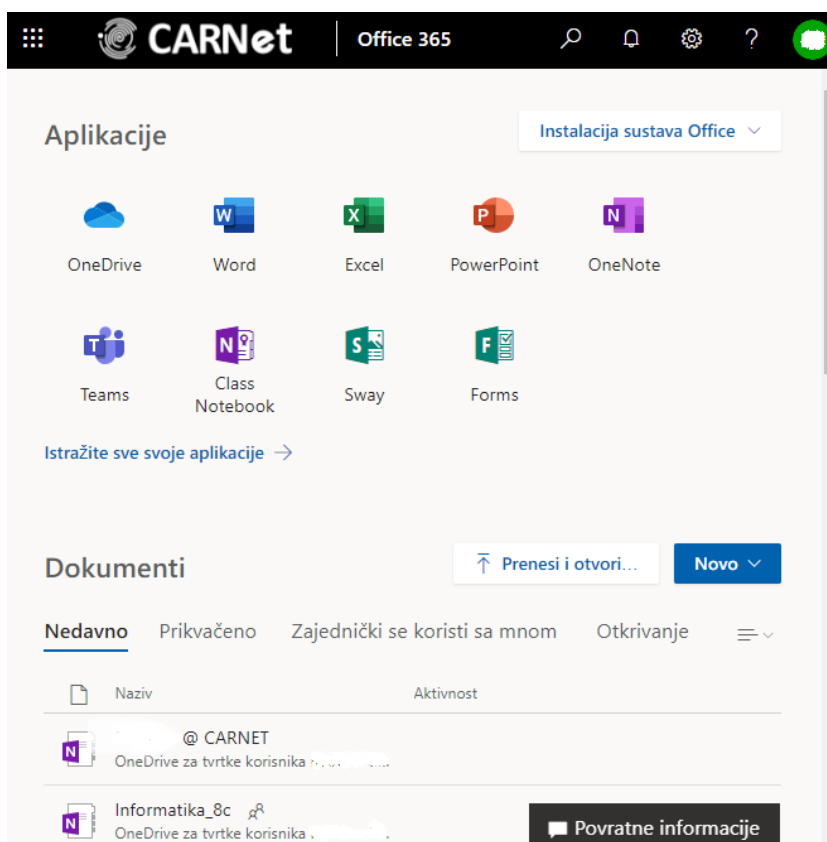 CARNet
Office 365
?
Aplikacije
Instalacija sustava Office
OneDrive
Word
Excel
PowerPoint
OneNote
Teams
Class
Notebook
Sway
Forms
Istražite sve svoje aplikacije →
Dokumenti
Prenesi i otvori...
Novo
Nedavno
Prikvačeno
Zajednički se koristi sa mnom
Otkrivanje
Naziv
Aktivnost
@ CARNET
OneDrive za tvrtke korisnika
Informatika_8c
OneDrive za tvrtke korisnika
Povratne informacije